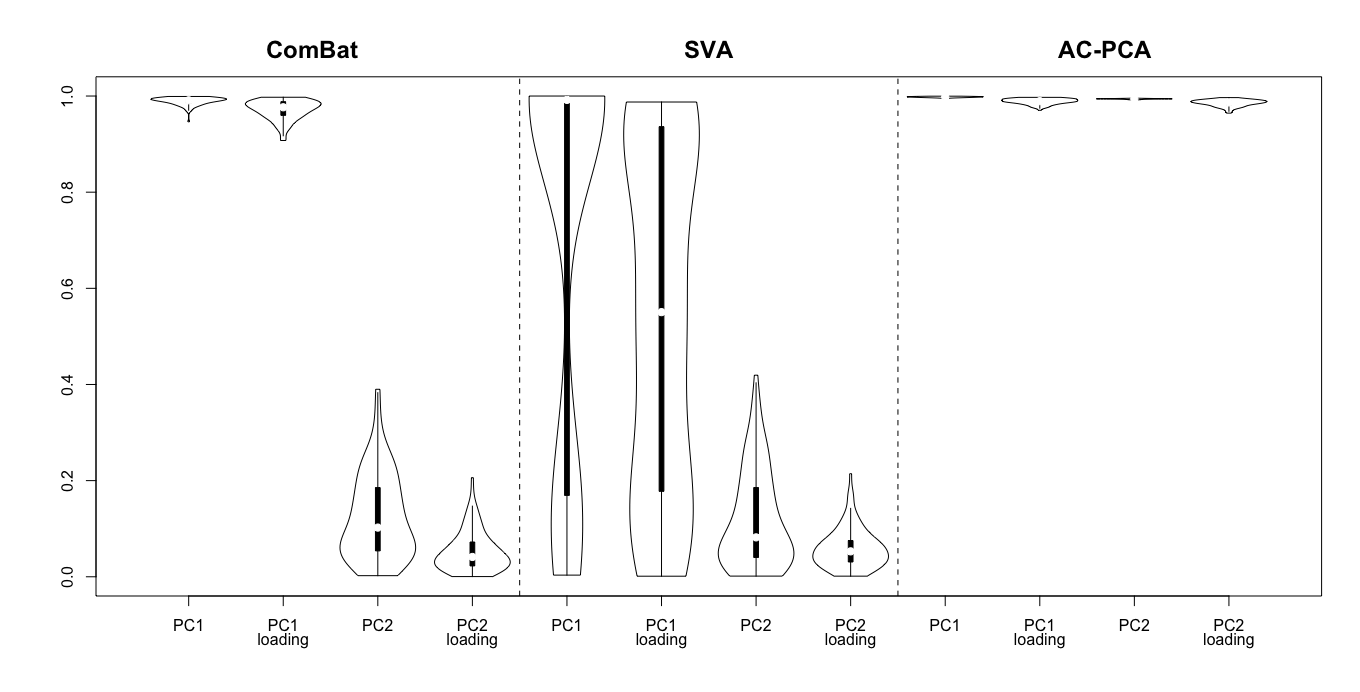 ComBat SVA AC-PCA
1.0
0.8
0.6
0.4
0.2
0.0
PC1 PC1 PC2 PC2 PC1 PC1 PC2 PC2 PC1 PC1 PC2 PC2
loading loading loading loading loading loading